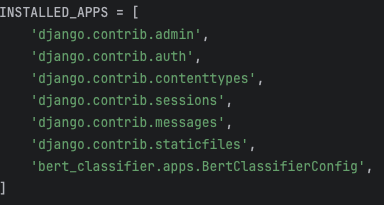 INSTALLED_APPS = [
    'django.contrib.admin',
    'django.contrib.auth',
    'django.contrib.contenttypes',
    'django.contrib.sessions',
    'django.contrib.messages',
    'django.contrib.staticfiles',
    'bert_classifier.apps.BertClassifierConfig',
]